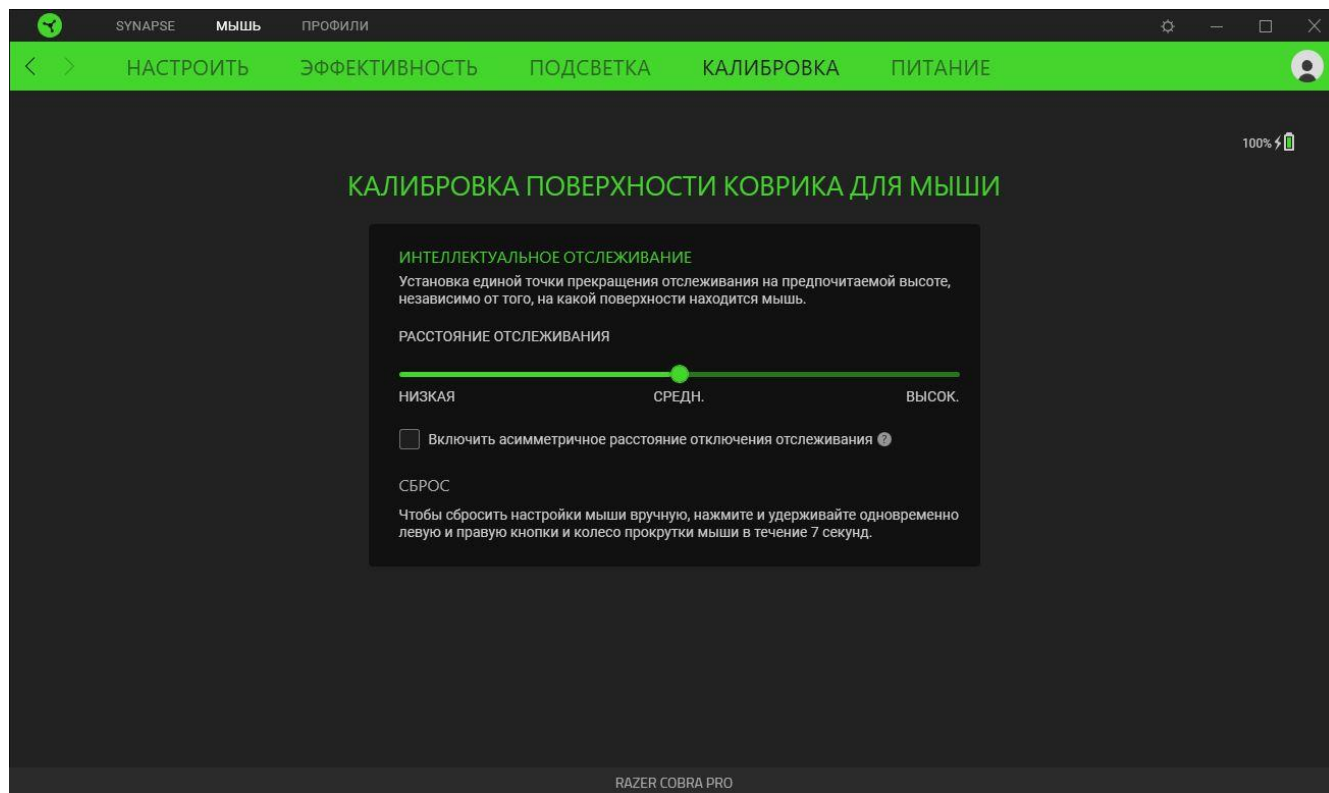 SYNAPSE МЫШЬ ПРОФИЛИ
НАСТРОИТЬ ЭФФЕКТИВНОСТЬ ПОДСВЕТКА КАЛИБРОВКА ПИТАНИЕ
100%
КАЛИБРОВКА ПОВЕРХНОСТИ КОВРИКА ДЛЯ МЫШИ
ИНТЕЛЛЕКТУАЛЬНОЕ ОТСЛЕЖИВАНИЕ
Установка единой точки прекращения отслеживания на предпочитаемой высоте,
независимо от того, на какой поверхности находится мышь.
РАССТОЯНИЕ ОТСЛЕЖИВАНИЯ
НИЗКАЯ СРЕДН. ВЫСОК.
Включить асимметричное расстояние отключения отслеживания ?
СБРОС
Чтобы сбросить настройки мыши вручную, нажмите и удерживайте одновременно
левую и правую кнопки и колесо прокрутки мыши в течение 7 секунд.
RAZER COBRA PRO